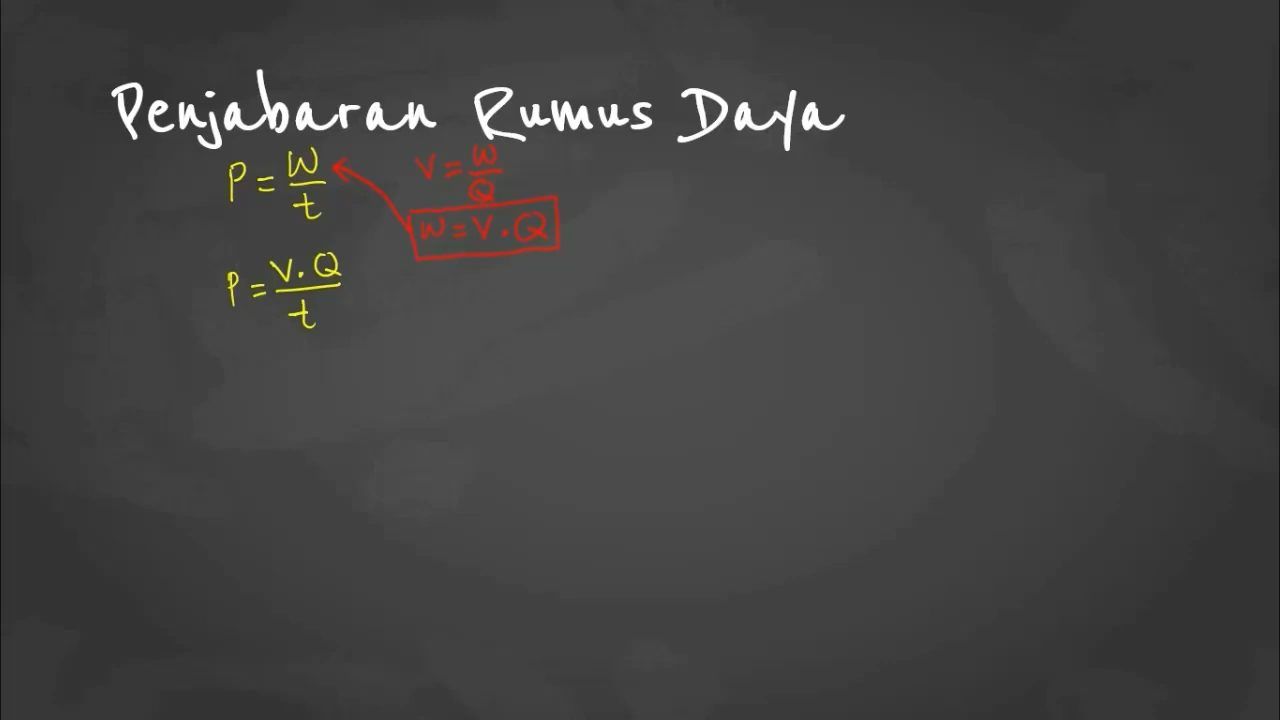 Penjabaran Rumus Daya
P = W/t
V = W/Q
W = V · Q
P = V · Q/t